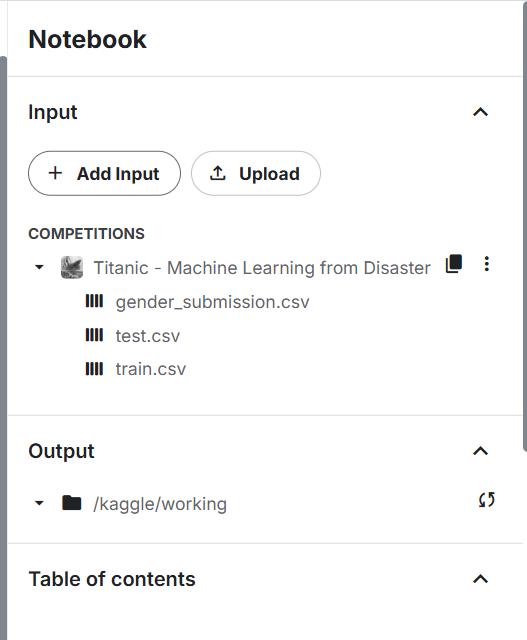 Notebook
Input
Add Input
Upload
COMPETITIONS
Titanic - Machine Learning from Disaster
gender_submission.csv
test.csv
train.csv
Output
/kaggle/working
Table of contents